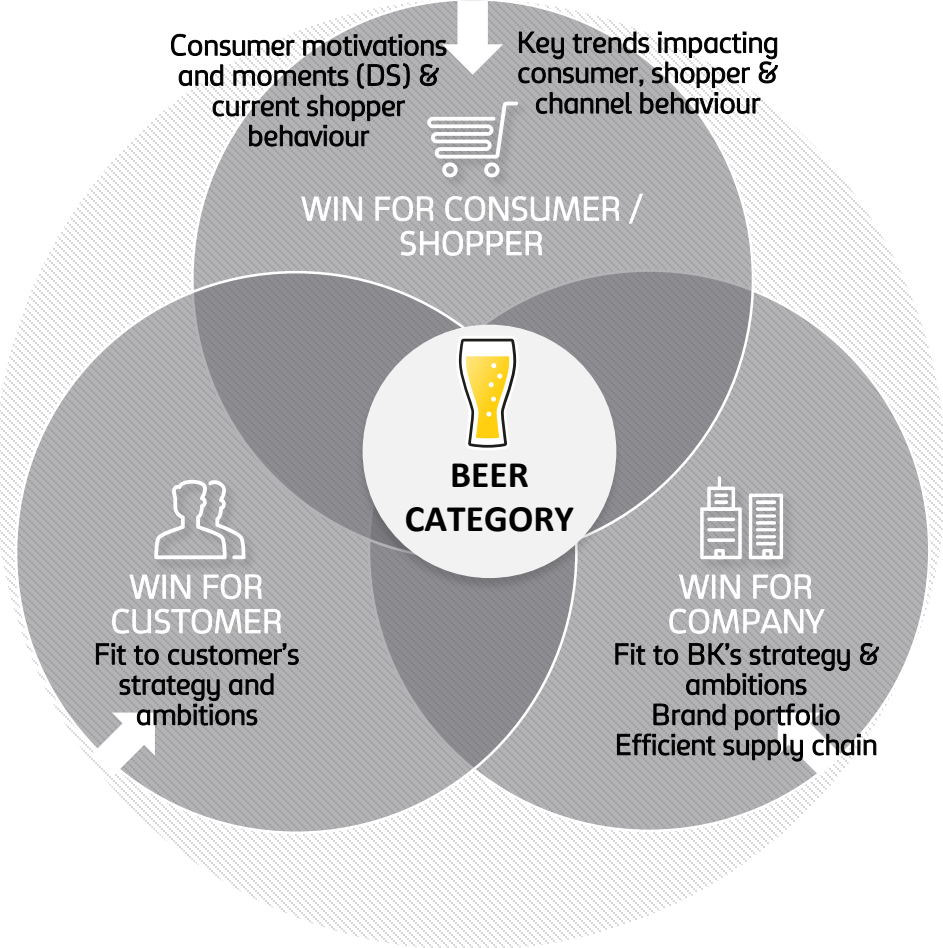 Consumer motivations
and moments (DS) &
current shopper
behaviour
Key trends impacting
consumer, shopper &
channel behaviour
WIN FOR CONSUMER /
SHOPPER
BEER
CATEGORY
WIN FOR
CUSTOMER
Fit to customer’s
strategy and
ambitions
WIN FOR
COMPANY
Fit to BK’s strategy &
ambitions
Brand portfolio
Efficient supply chain